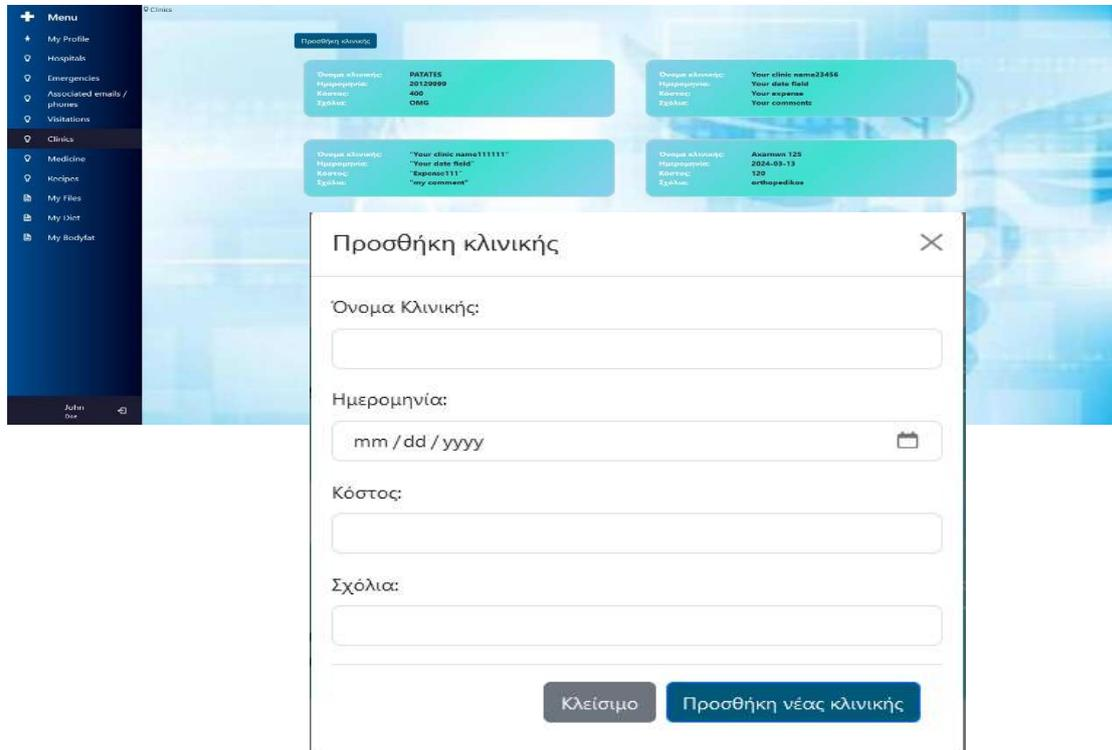 Menu
My Profile
Hospitals
Emergencies
Associated emails /
phones
Visitations
Clinics
Medicine
Recipes
My Files
My Diet
My Bodyfat
John
Doe
Clinics
Προσθήκη κλινικής
Όνομα κλινικής: PATATES
Ημερομηνία: 20129999
Κόστος: 400
Σχόλια: OMG
Όνομα κλινικής: Your clinic name23456
Ημερομηνία: Your date field
Κόστος: Your expense
Σχόλια: Your comments
Όνομα κλινικής: "Your clinic name111111"
Ημερομηνία: "Your date field"
Κόστος: "Expense111"
Σχόλια: "my comment"
Όνομα κλινικής: Axarnwn 125
Ημερομηνία: 2024-03-13
Κόστος: 120
Σχόλια: orthopedikos
Προσθήκη κλινικής
Όνομα Κλινικής:
Ημερομηνία:
mm / dd / yyyy
Κόστος:
Σχόλια:
Κλείσιμο
Προσθήκη νέας κλινικής